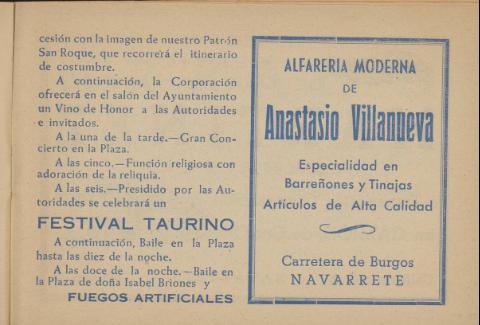 cesión con la imagen de nuestro Patrón
San Roque, que recorrerá el itinerario
de costumbre.
A continuación, la Corporación
ofrecerá en el salón del Ayuntamiento
un Vino de Honor a las Autoridades
e invitados.
A la una de la tarde.—Gran Con-
cierto en la Plaza.
A las cinco.—Función religiosa con
adoración de la reliquia.
A las seis.—Presidido por las Au-
toridades se celebrará un
FESTIVAL TAURINO
A continuación, Baile en la Plaza
hasta las diez de la noche.
A las doce de la noche.—Baile en
la Plaza de doña Isabel Briones y
FUEGOS ARTIFICIALES
ALFARERIA MODERNA
DE
Anastasio Villanueva
Especialidad en
Barreñones y Tinajas
Artículos de Alta Calidad
Carretera de Burgos
NAVARRETE